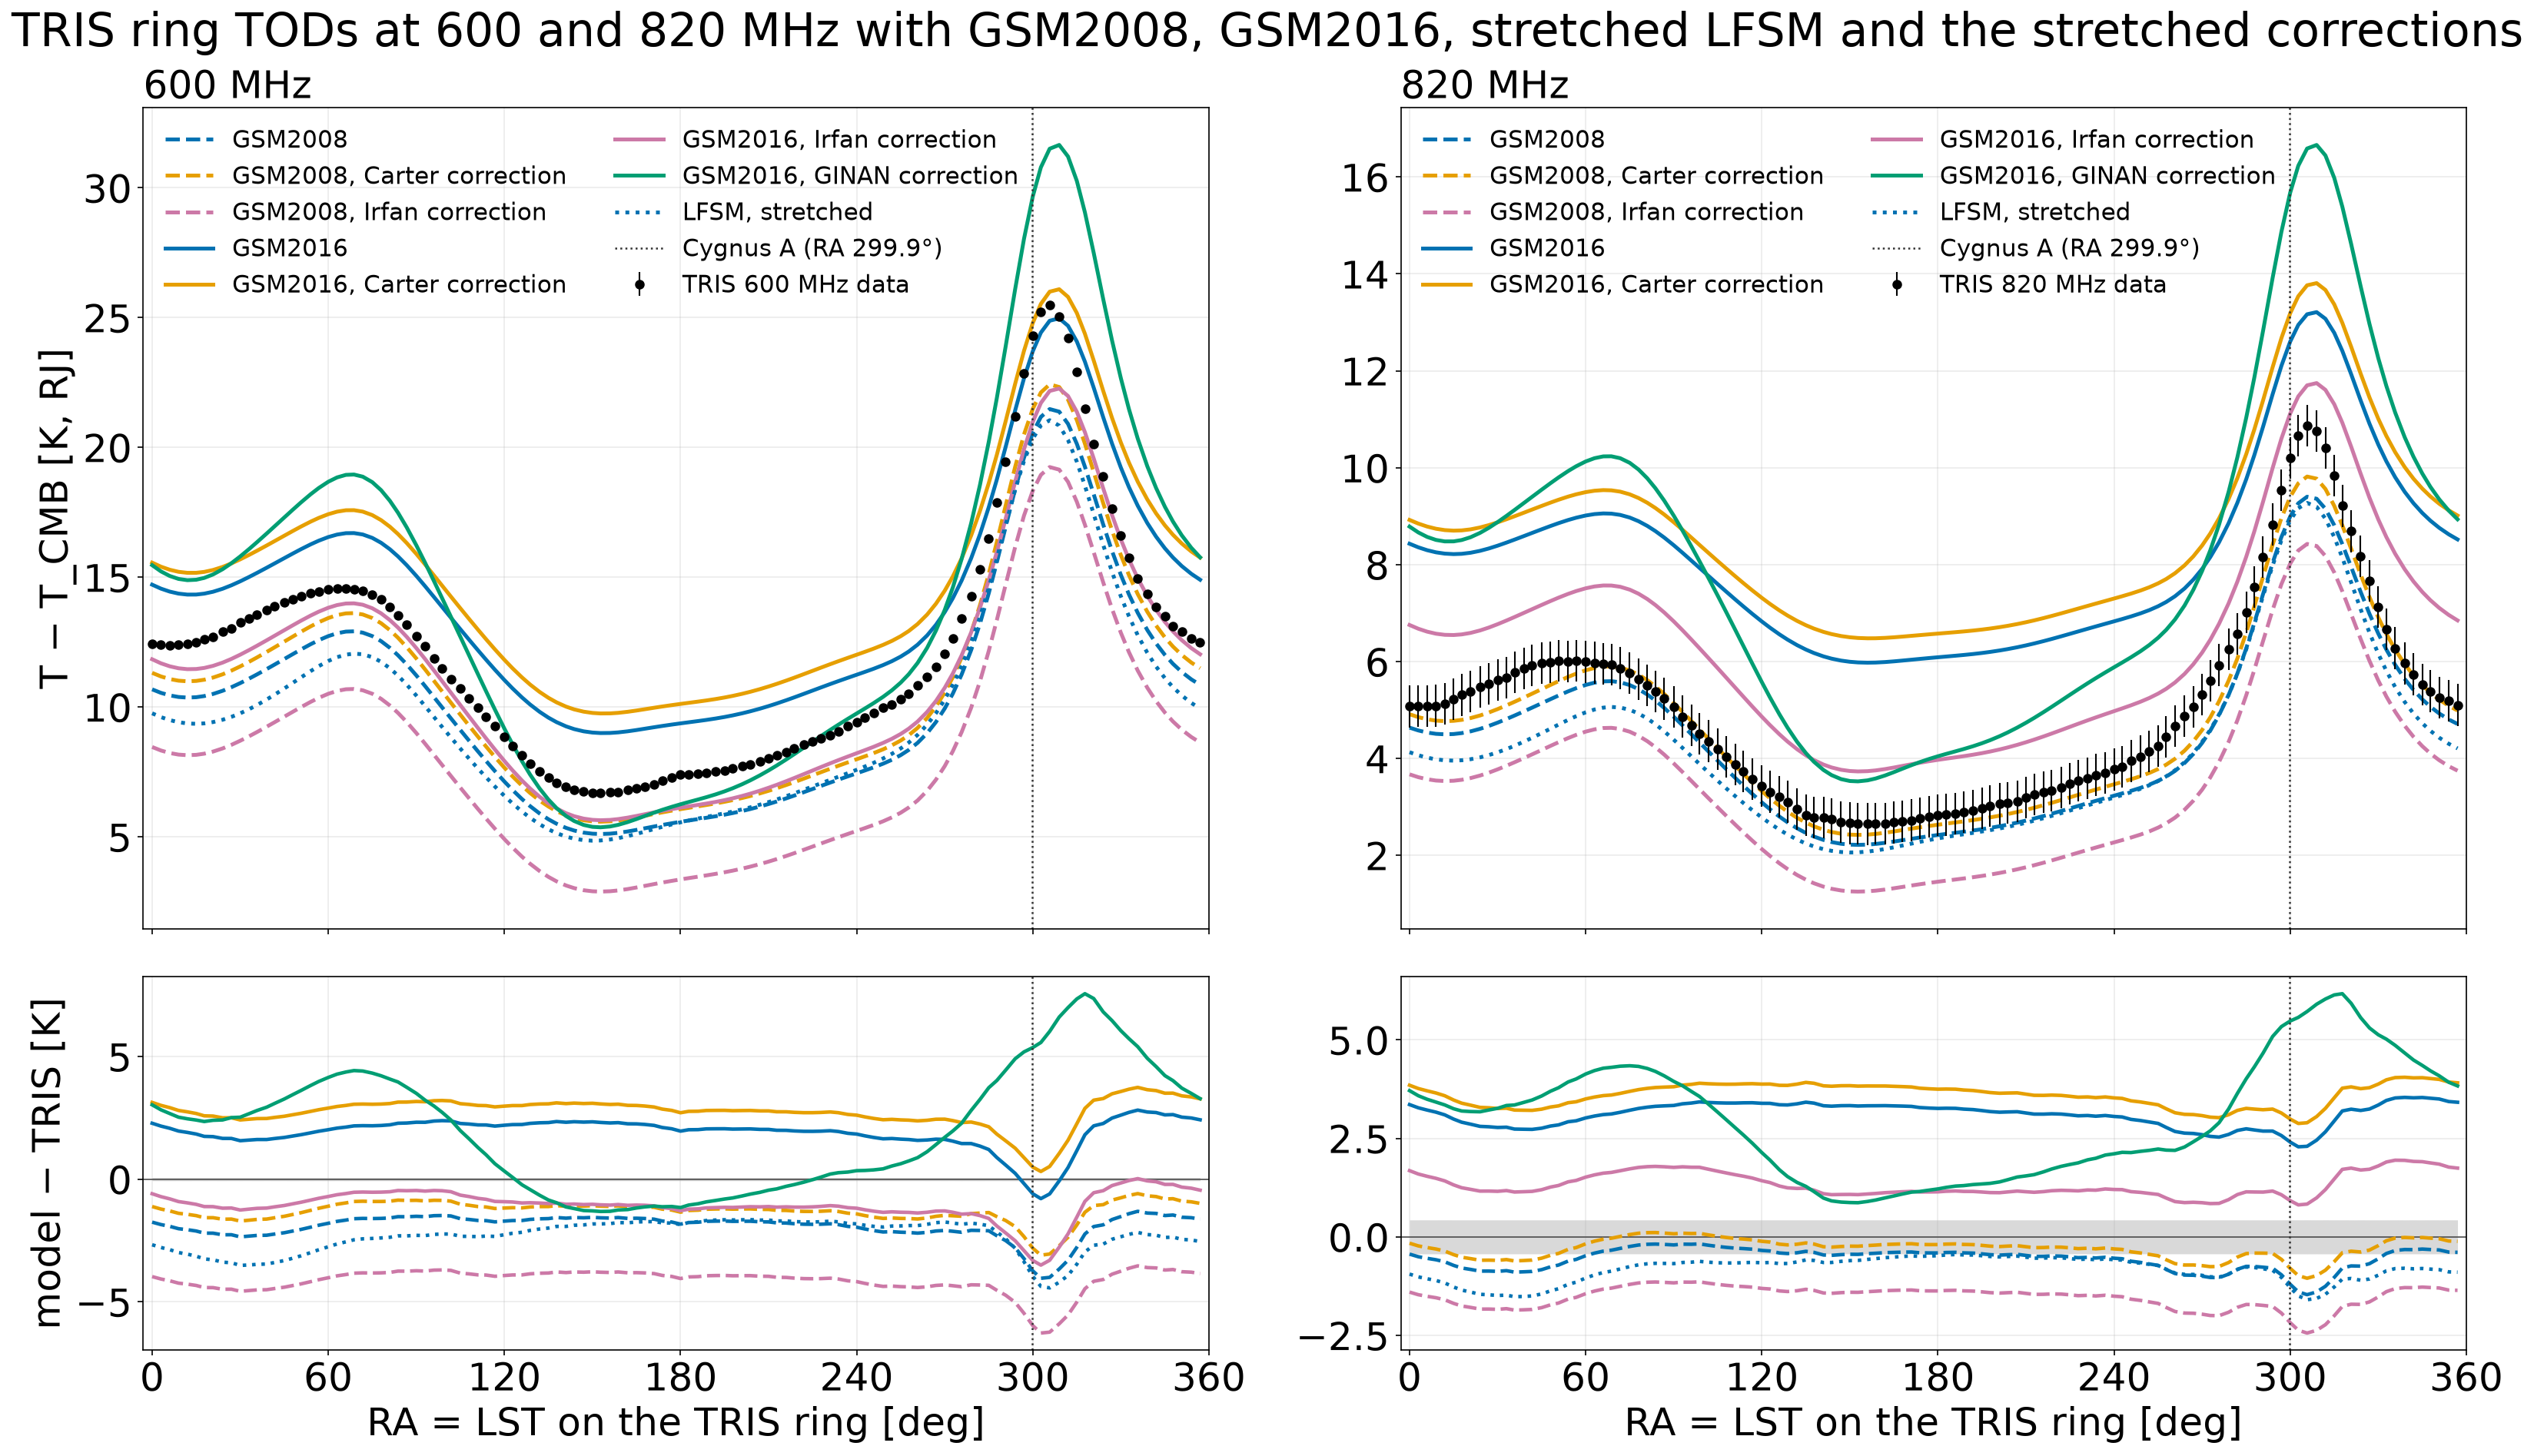 TRIS ring TODs at 600 and 820 MHz with GSM2008, GSM2016, stretched LFSM and the stretched corrections
600 MHz
T − T_CMB [K, RJ]
30
25
20
15
10
5
GSM2008
GSM2008, Carter correction
GSM2008, Irfan correction
GSM2016
GSM2016, Carter correction
GSM2016, Irfan correction
GSM2016, GINAN correction
LFSM, stretched
Cygnus A (RA 299.9°)
TRIS 600 MHz data
820 MHz
16
14
12
10
8
6
4
2
GSM2008
GSM2008, Carter correction
GSM2008, Irfan correction
GSM2016
GSM2016, Carter correction
GSM2016, Irfan correction
GSM2016, GINAN correction
LFSM, stretched
Cygnus A (RA 299.9°)
TRIS 820 MHz data
model − TRIS [K]
5
0
−5
0 60 120 180 240 300 360
RA = LST on the TRIS ring [deg]
5.0
2.5
0.0
−2.5
0 60 120 180 240 300 360
RA = LST on the TRIS ring [deg]